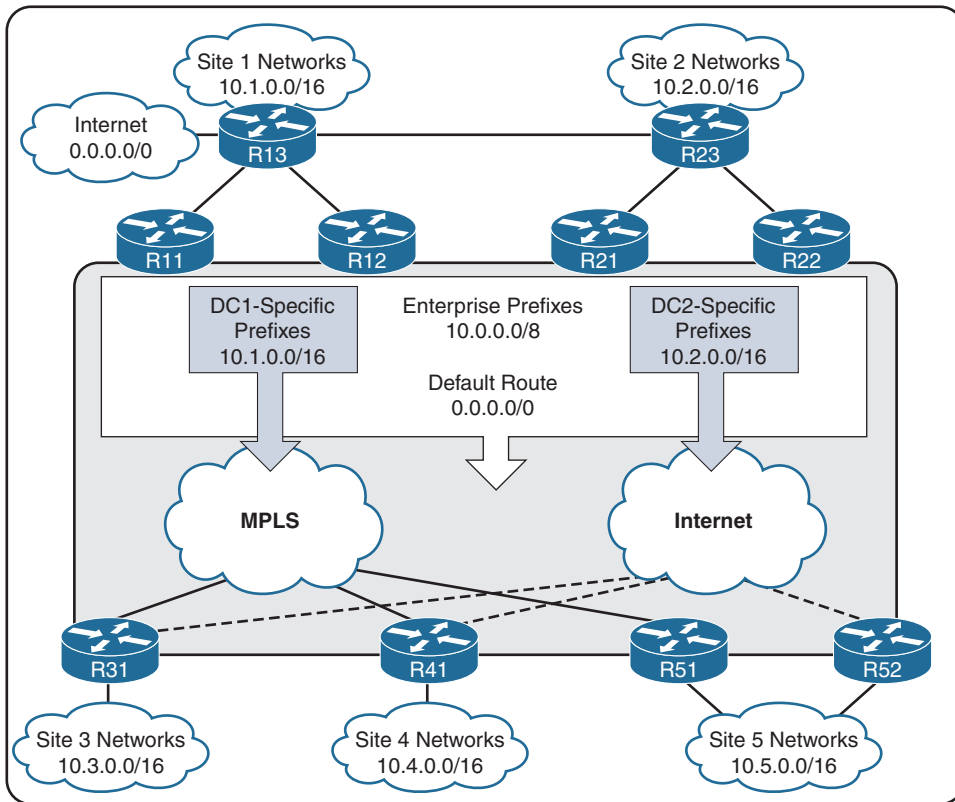 Site 1 Networks
10.1.0.0/16
Site 2 Networks
10.2.0.0/16
Internet
0.0.0.0/0
R13
R23
R11
R12
R21
R22
DC1-Specific
Prefixes
10.1.0.0/16
Enterprise Prefixes
10.0.0.0/8
Default Route
0.0.0.0/0
DC2-Specific
Prefixes
10.2.0.0/16
MPLS
Internet
R31
R41
R51
R52
Site 3 Networks
10.3.0.0/16
Site 4 Networks
10.4.0.0/16
Site 5 Networks
10.5.0.0/16